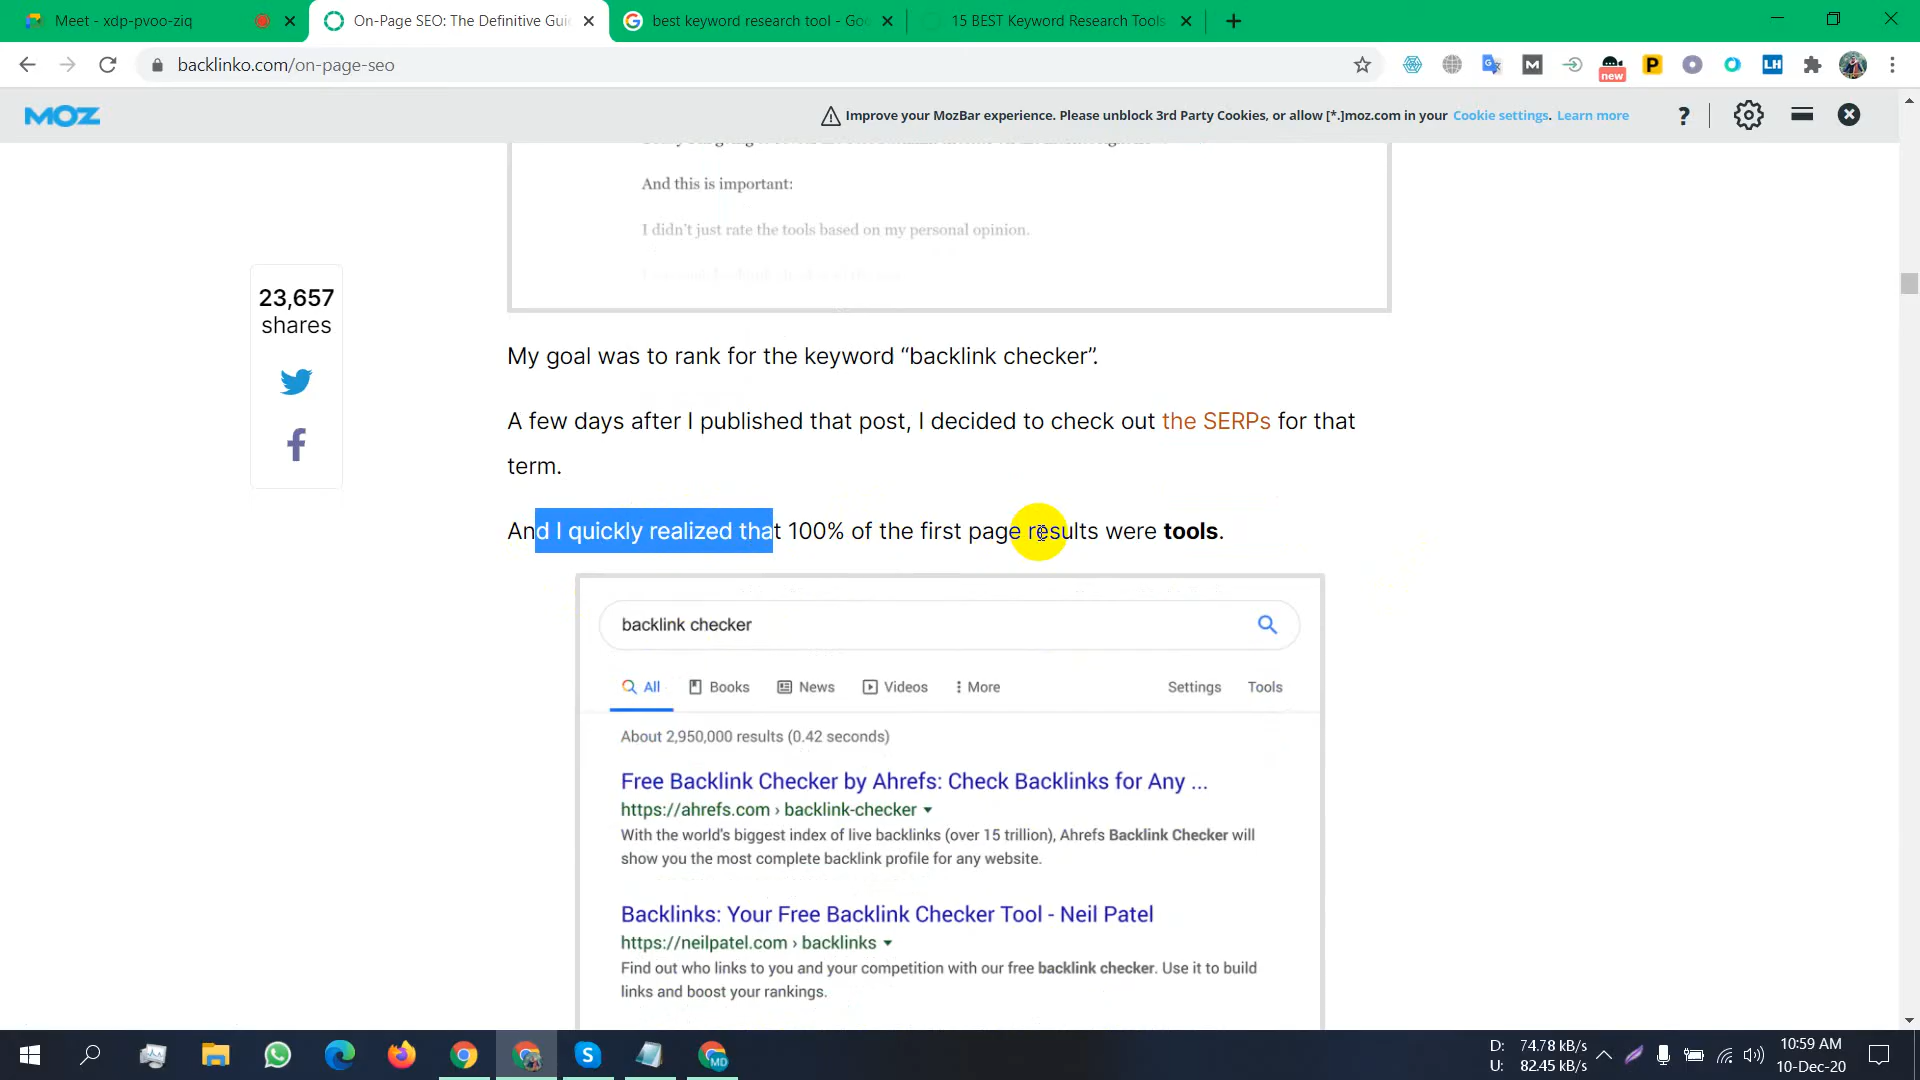 Meet - xdp-pvoo-ziq
On-Page SEO: The Definitive Gui
best keyword research tool - Goo
15 BEST Keyword Research Tools
backlinko.com/on-page-seo
new
MOZ
Improve your MozBar experience. Please unblock 3rd Party Cookies, or allow [*.]moz.com in your Cookie settings. Learn more
?
And this is important:
I didn't just rate the tools based on my personal opinion.
23,657
shares
My goal was to rank for the keyword “backlink checker”.
A few days after I published that post, I decided to check out the SERPs for that
term.
And I quickly realized that 100% of the first page results were tools.
backlink checker
All
Books
News
Videos
More
Settings
Tools
About 2,950,000 results (0.42 seconds)
Free Backlink Checker by Ahrefs: Check Backlinks for Any ...
https://ahrefs.com › backlink-checker
With the world's biggest index of live backlinks (over 15 trillion), Ahrefs Backlink Checker will
show you the most complete backlink profile for any website.
Backlinks: Your Free Backlink Checker Tool - Neil Patel
https://neilpatel.com › backlinks
Find out who links to you and your competition with our free backlink checker. Use it to build
links and boost your rankings.
D: 74.78 kB/s
U: 82.45 kB/s
10:59 AM
10-Dec-20